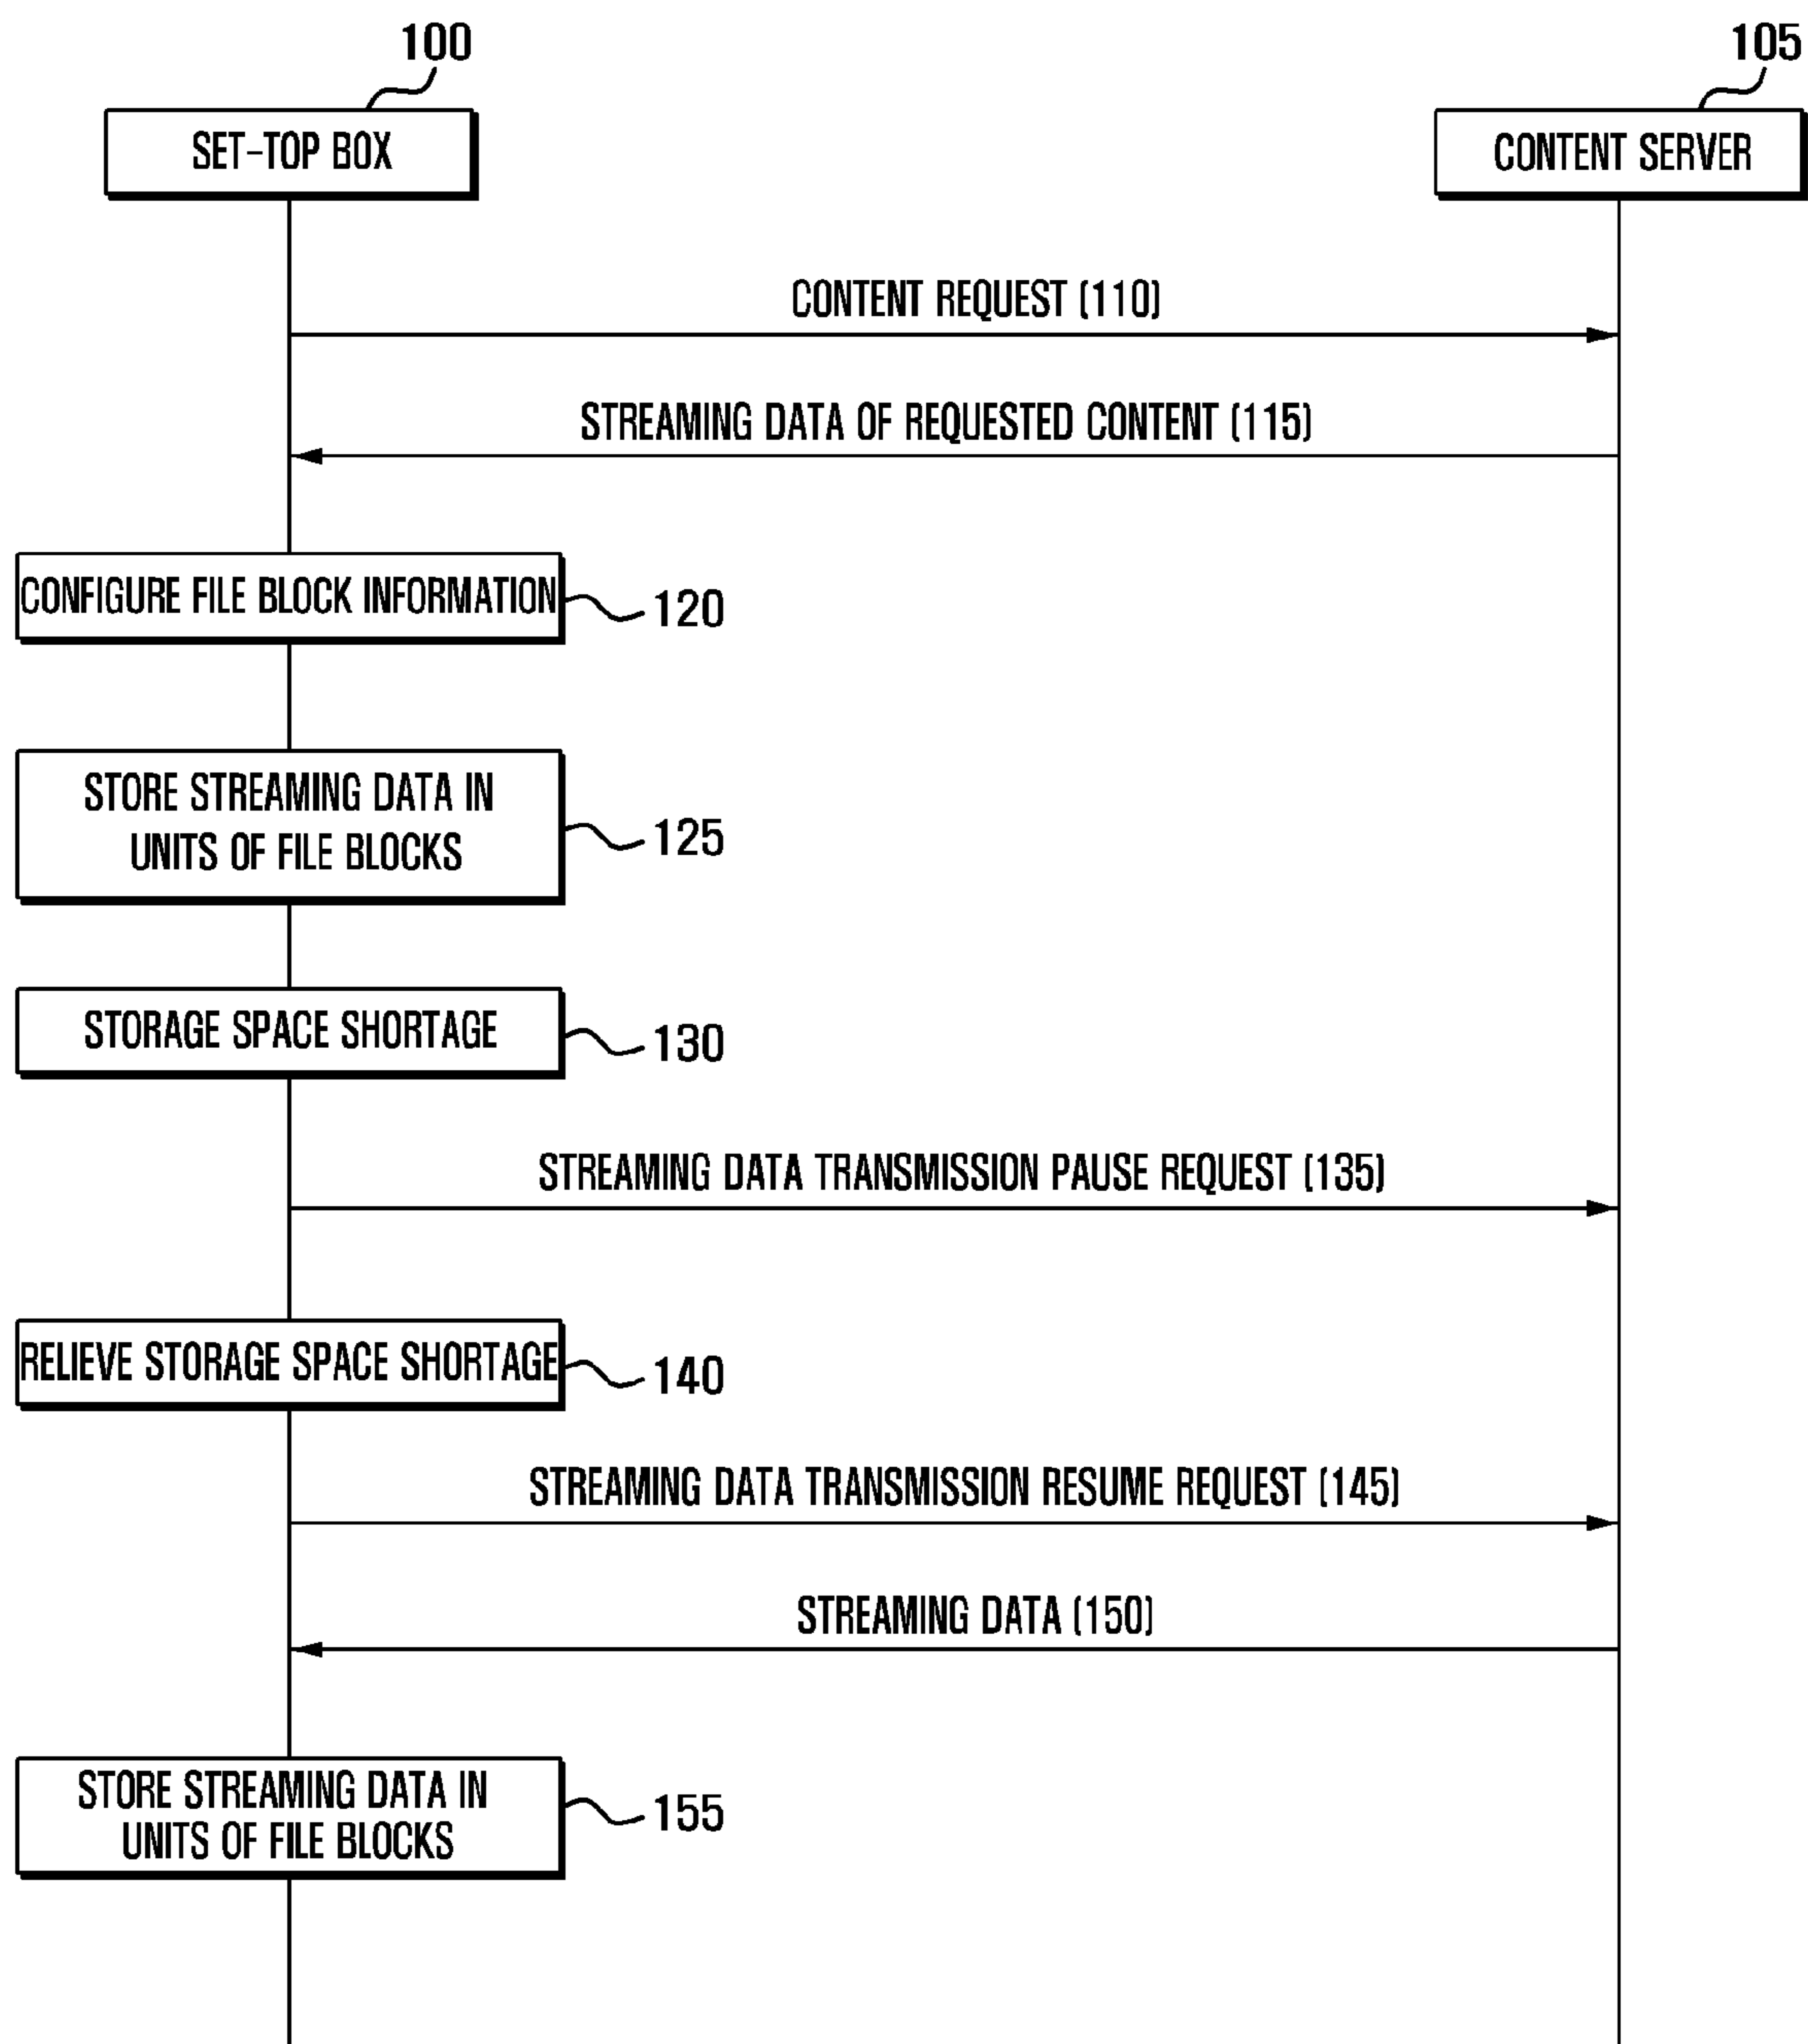 100
105
SET-TOP BOX
CONTENT SERVER
CONTENT REQUEST (110)
STREAMING DATA OF REQUESTED CONTENT (115)
CONFIGURE FILE BLOCK INFORMATION
120
STORE STREAMING DATA IN
UNITS OF FILE BLOCKS
125
STORAGE SPACE SHORTAGE
130
STREAMING DATA TRANSMISSION PAUSE REQUEST (135)
RELIEVE STORAGE SPACE SHORTAGE
140
STREAMING DATA TRANSMISSION RESUME REQUEST (145)
STREAMING DATA (150)
STORE STREAMING DATA IN
UNITS OF FILE BLOCKS
155